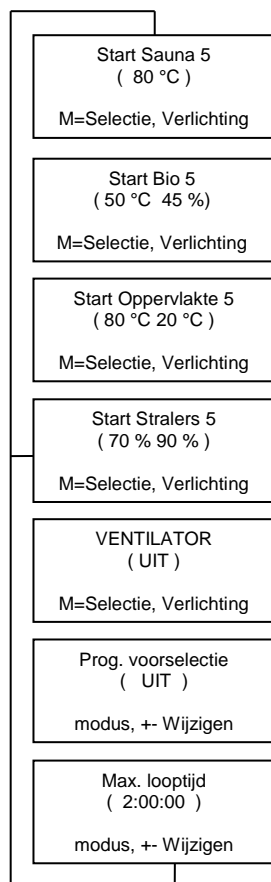 Start Sauna 5
( 80 °C )
M=Selectie, Verlichting
Start Bio 5
( 50 °C 45 %)
M=Selectie, Verlichting
Start Oppervlakte 5
( 80 °C 20 °C )
M=Selectie, Verlichting
Start Stralers 5
( 70 % 90 % )
M=Selectie, Verlichting
VENTILATOR
( UIT )
M=Selectie, Verlichting
Prog. voorselectie
( UIT )
modus, +- Wijzigen
Max. looptijd
( 2:00:00 )
modus, +- Wijzigen